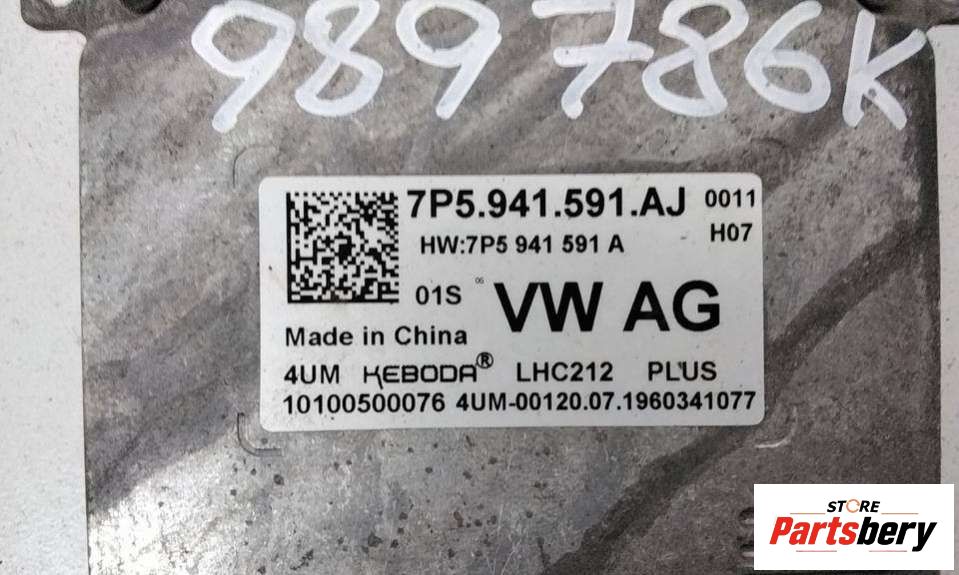 989786K
7P5.941.591.AJ 0011
HW:7P5 941 591 A H07
01S 06 VW AG
Made in China
4UM KEBODA® LHC212 PLUS
10100500076 4UM-00120.07.1960341077
STORE
Partsbery